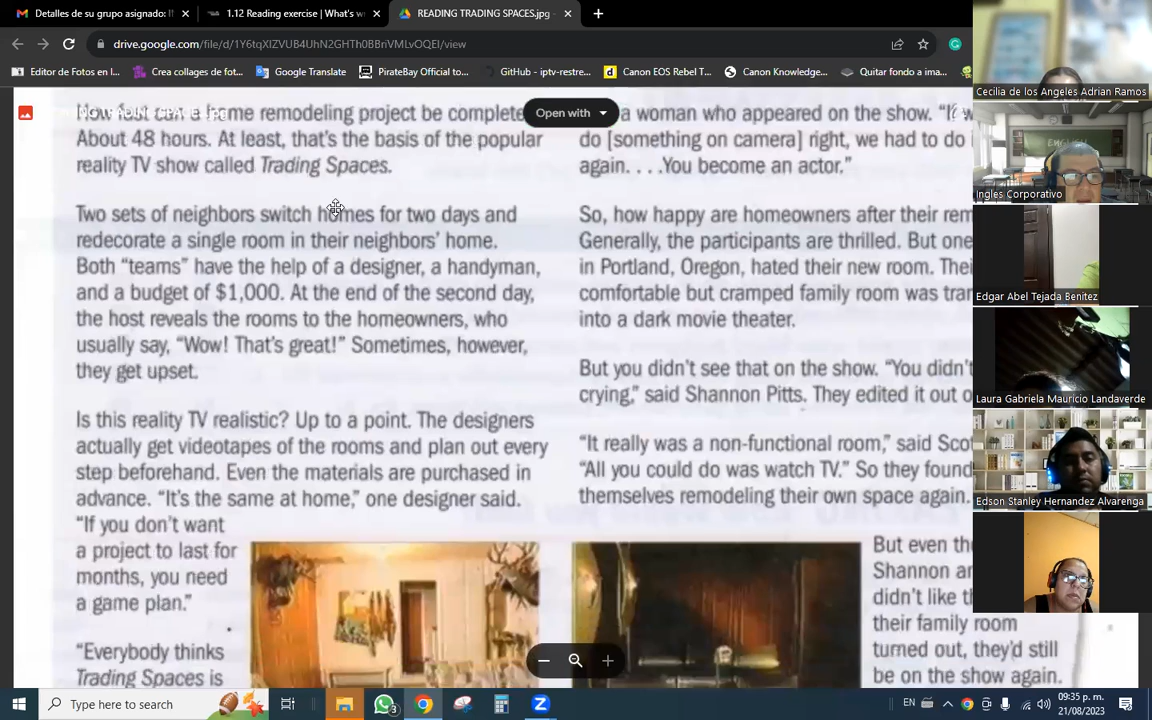 Detalles de su grupo asignado: I
1.12 Reading exercise | What's w
READING TRADING SPACES.jpg
drive.google.com/file/d/1Y6tqXIZVUB4UhN2GHTh0BBriVMLvOQEI/view
Editor de Fotos en l...
Crea collages de fot...
Google Translate
PirateBay Official to...
GitHub - iptv-restre...
Canon EOS Rebel T...
Canon Knowledge...
Quitar fondo a ima...
Open with
remodeling project be complete
About 48 hours. At least, that's the basis of the popular
reality TV show called Trading Spaces.
Two sets of neighbors switch homes for two days and
redecorate a single room in their neighbors' home.
Both "teams" have the help of a designer, a handyman,
and a budget of $1,000. At the end of the second day,
the host reveals the rooms to the homeowners, who
usually say, "Wow! That's great!" Sometimes, however,
they get upset.
Is this reality TV realistic? Up to a point. The designers
actually get videotapes of the rooms and plan out every
step beforehand. Even the materials are purchased in
advance. "It's the same at home," one designer said.
"If you don't want
a project to last for
months, you need
a game plan."
"Everybody thinks
Trading Spaces is
a woman who appeared on the show. "If w
do [something on camera] right, we had to do
again. . . .You become an actor."
So, how happy are homeowners after their rem
Generally, the participants are thrilled. But one
in Portland, Oregon, hated their new room. Thei
comfortable but cramped family room was tran
into a dark movie theater.
But you didn't see that on the show. "You didn't
crying," said Shannon Pitts. They edited it out o
"It really was a non-functional room," said Scot
"All you could do was watch TV." So they found
themselves remodeling their own space again.
But even tho
Shannon an
didn't like th
their family room
turned out, they'd still
be on the show again.
Cecilia de los Angeles Adrian Ramos
ENGLISH
Ingles Corporativo
Edgar Abel Tejada Benitez
Laura Gabriela Mauricio Landaverde
Edson Stanley Hernandez Alvarenga
Type here to search
3
EN
09:35 p. m.
21/08/2023